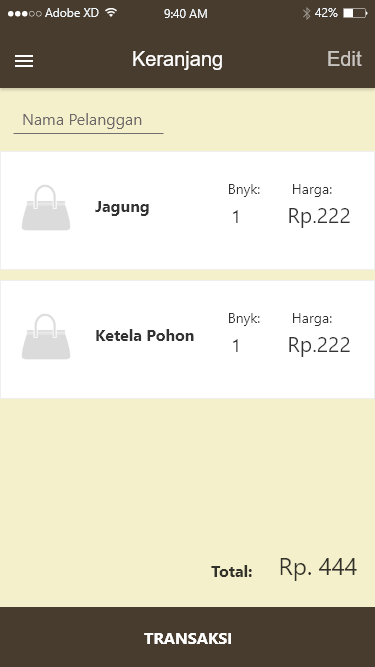 Adobe XD 9:40 AM 42%
Keranjang Edit
Nama Pelanggan
Bnyk: Harga:
Jagung 1 Rp.222
Bnyk: Harga:
Ketela Pohon 1 Rp.222
Total: Rp. 444
TRANSAKSI